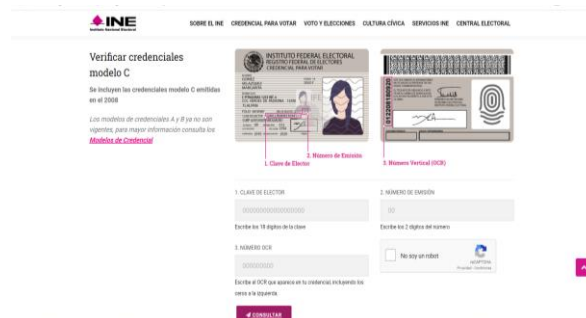 INE
Instituto Nacional Electoral
SOBRE EL INE CREDENCIAL PARA VOTAR VOTO Y ELECCIONES CULTURA CÍVICA SERVICIOS INE CENTRAL ELECTORAL
Verificar credenciales
modelo C
Se incluyen las credenciales modelo C emitidas
en el 2008
Los modelos de credenciales A y B ya no son
vigentes, para mayor información consulta los
Modelos de Credencial
INSTITUTO FEDERAL ELECTORAL
REGISTRO FEDERAL DE ELECTORES
CREDENCIAL PARA VOTAR
2. Número de Emisión
1. Clave de Elector
3. Número Vertical (OCR)
1. CLAVE DE ELECTOR
000000000000000000
Escribe los 18 dígitos de la clave
2. NÚMERO DE EMISIÓN
00
Escribe los 2 dígitos del número
3. NÚMERO OCR
Escribe el OCR que aparece en tu credencial, incluyendo los
ceros a la izquierda.
No soy un robot
reCAPTCHA
CONSULTAR